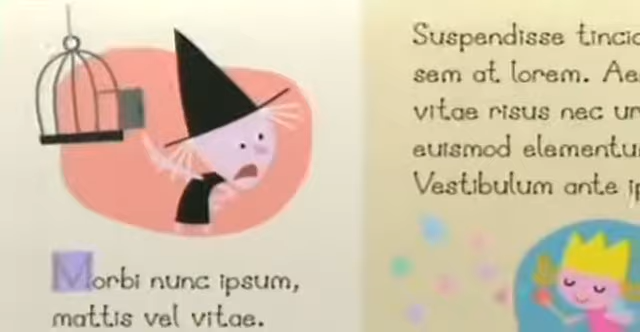 Morbi nunc ipsum,
mattis vel vitae.
Suspendisse
sem at lorem.
vitae risus nec
euismod
Vestibulum ante